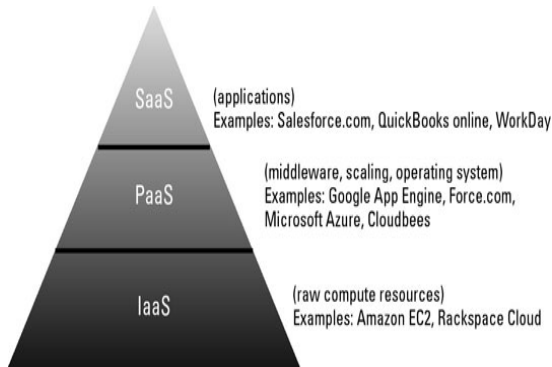 SaaS
(applications)
Examples: Salesforce.com, QuickBooks online, WorkDay
PaaS
(middleware, scaling, operating system)
Examples: Google App Engine, Force.com,
Microsoft Azure, Cloudbees
IaaS
(raw compute resources)
Examples: Amazon EC2, Rackspace Cloud